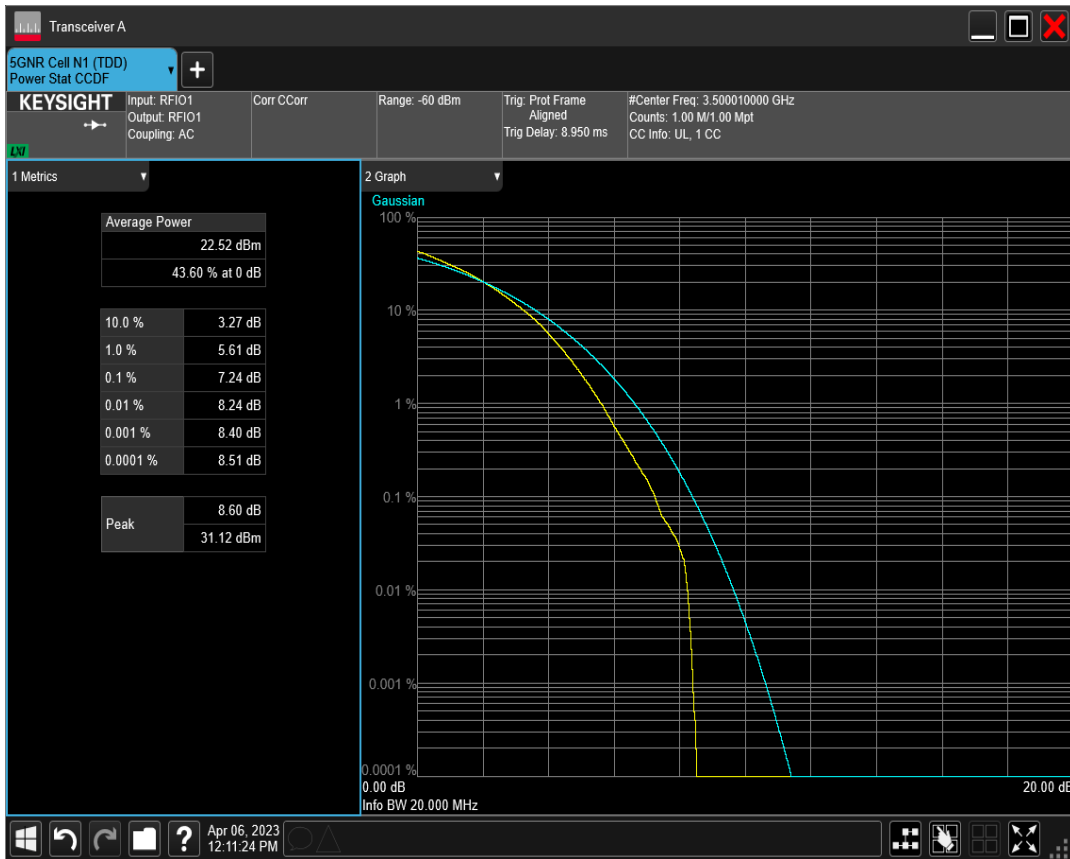 Transceiver A
5GNR Cell N1 (TDD)
Power Stat CCDF
+
KEYSIGHT
LXI
Input: RFIO1
Output: RFIO1
Coupling: AC
Corr CCorr
Range: -60 dBm
Trig: Prot Frame
Aligned
Trig Delay: 8.950 ms
#Center Freq: 3.500010000 GHz
Counts: 1.00 M/1.00 Mpt
CC Info: UL, 1 CC
1 Metrics
Average Power
22.52 dBm
43.60 % at 0 dB
10.0 % 3.27 dB
1.0 % 5.61 dB
0.1 % 7.24 dB
0.01 % 8.24 dB
0.001 % 8.40 dB
0.0001 % 8.51 dB
Peak
8.60 dB
31.12 dBm
2 Graph
Gaussian
100 %
10 %
1 %
0.1 %
0.01 %
0.001 %
0.0001 %
0.00 dB 20.00 dB
Info BW 20.000 MHz
?
Apr 06, 2023
12:11:24 PM